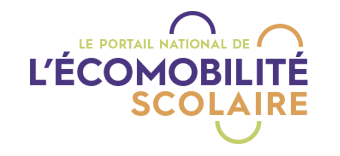 LE PORTAIL NATIONAL DE
L'ÉCOMOBILITÉ
SCOLAIRE